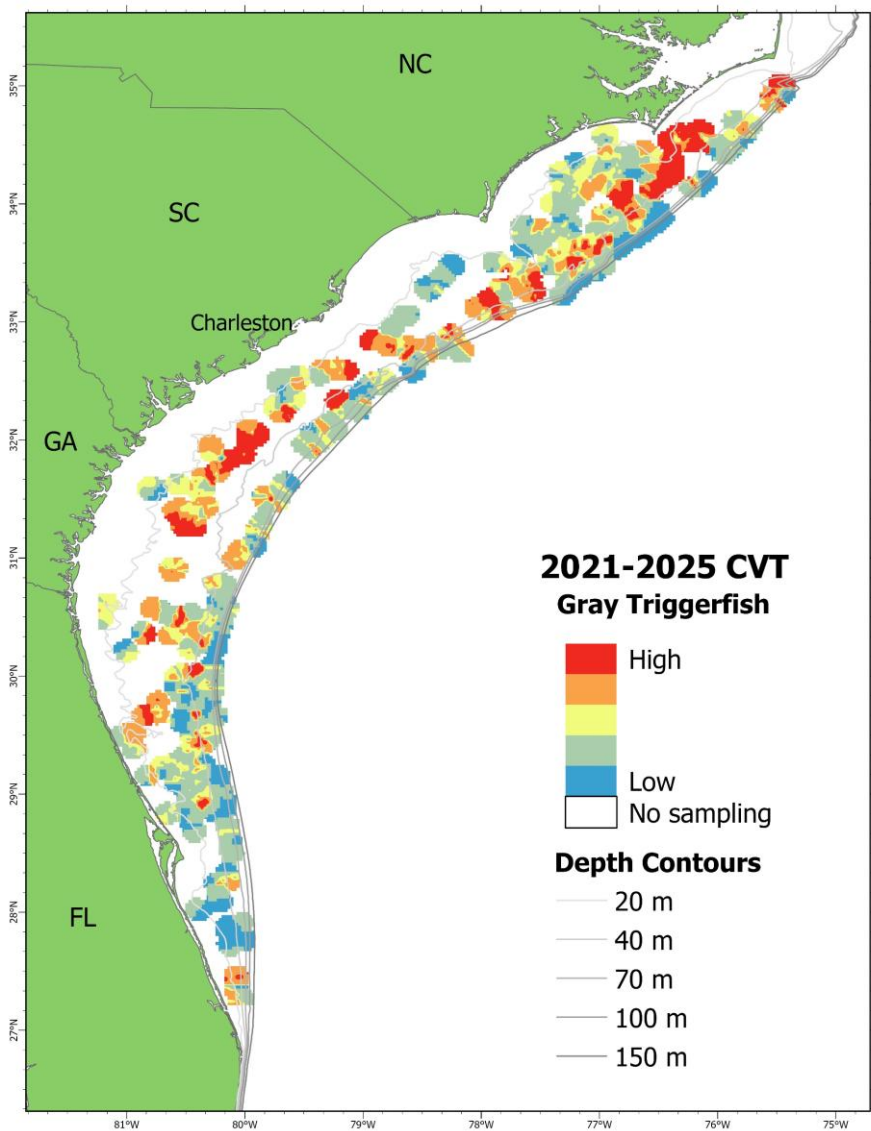 NC
SC
Charleston
GA
FL
2021-2025 CVT
Gray Triggerfish
High
Low
No sampling
Depth Contours
20 m
40 m
70 m
100 m
150 m
35°N
34°N
33°N
32°N
31°N
30°N
29°N
28°N
27°N
81°W
80°W
79°W
78°W
77°W
76°W
75°W